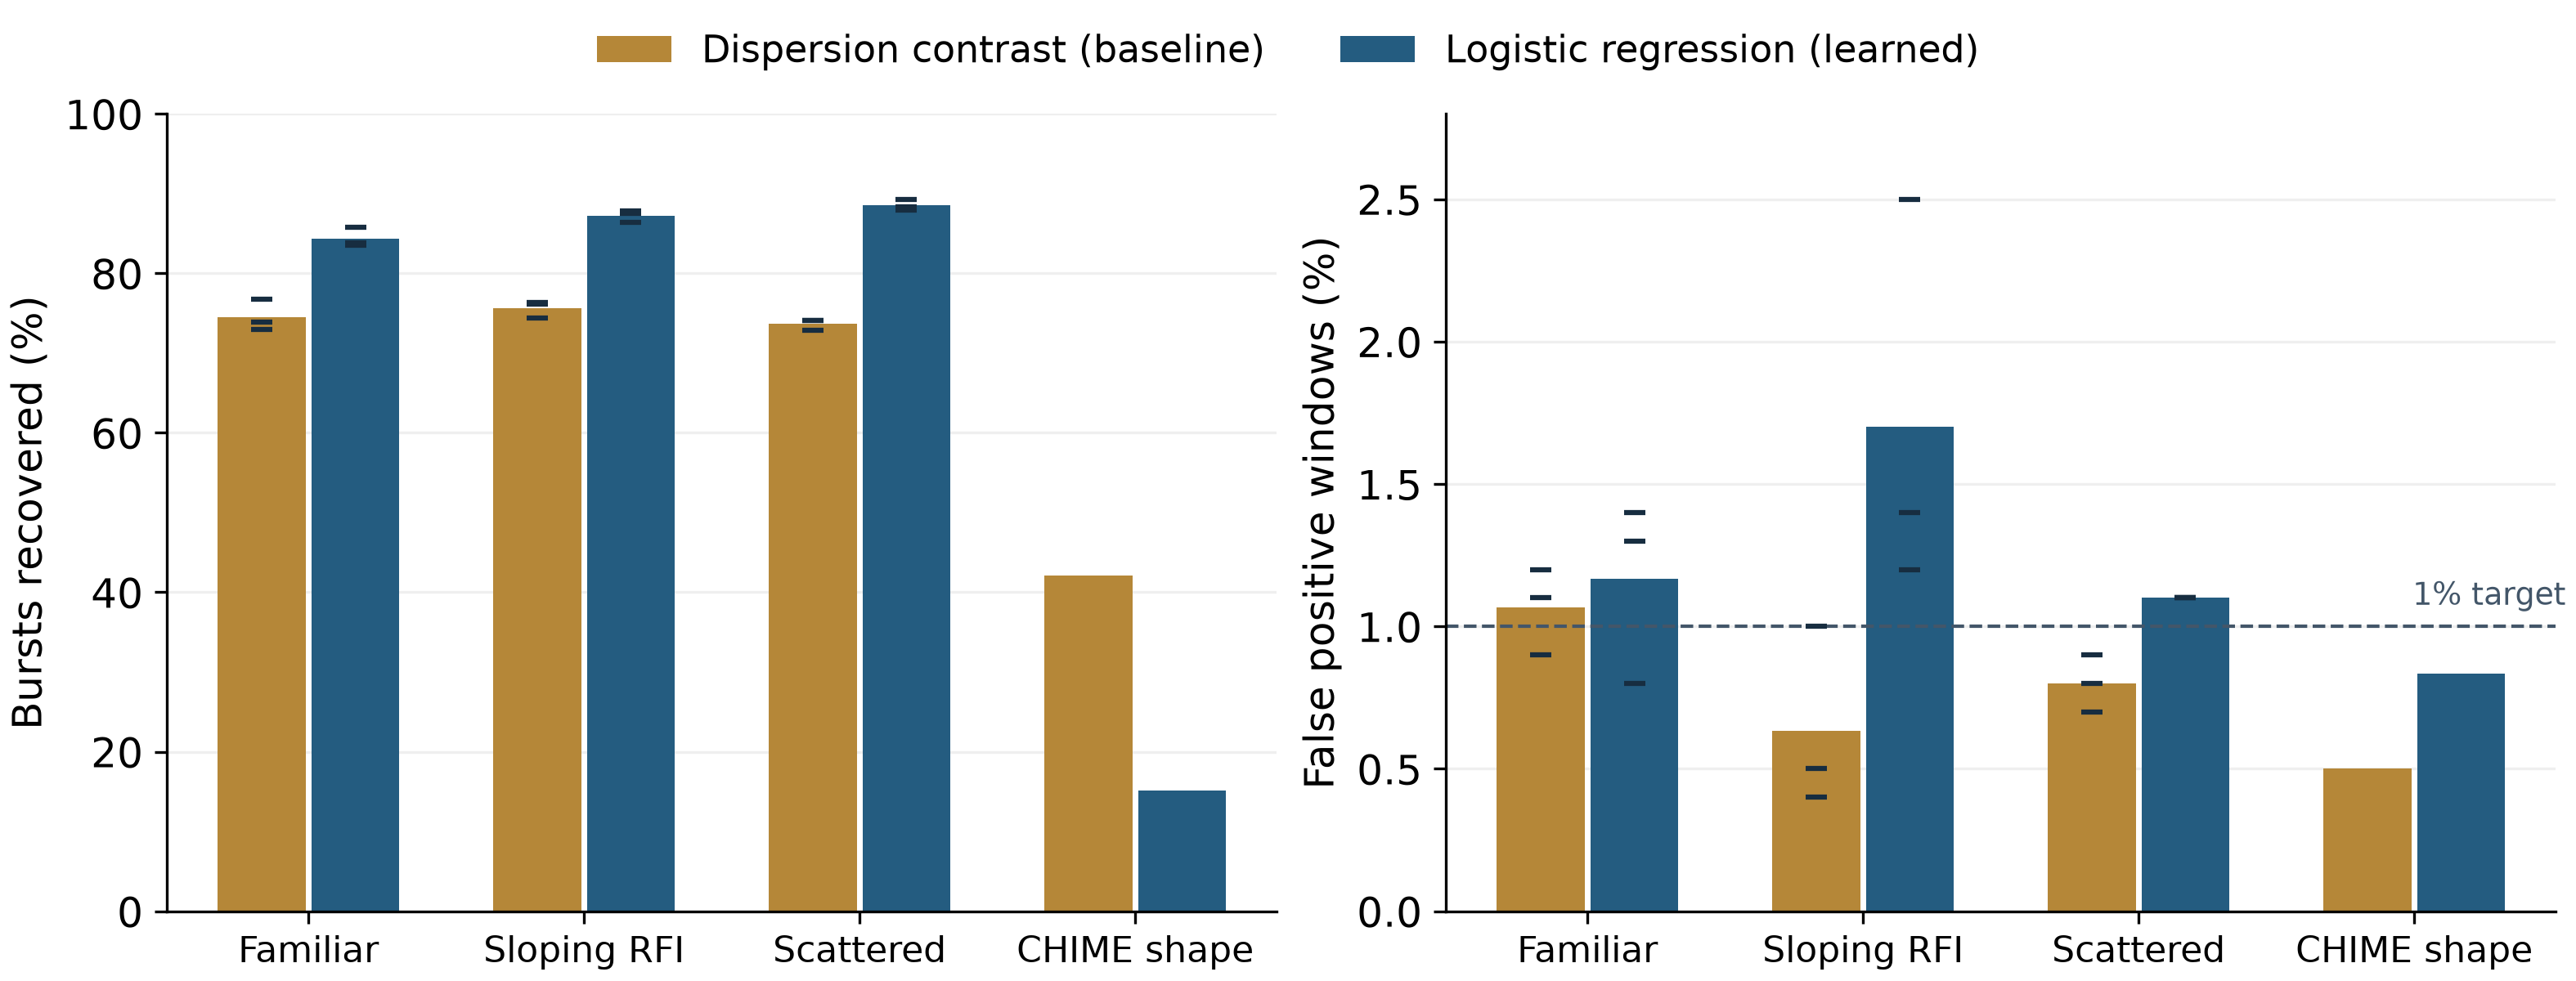 Dispersion contrast (baseline)
Logistic regression (learned)
Bursts recovered (%)
100
80
60
40
20
0
Familiar
Sloping RFI
Scattered
CHIME shape
False positive windows (%)
2.5
2.0
1.5
1.0
0.5
0.0
1% target
Familiar
Sloping RFI
Scattered
CHIME shape